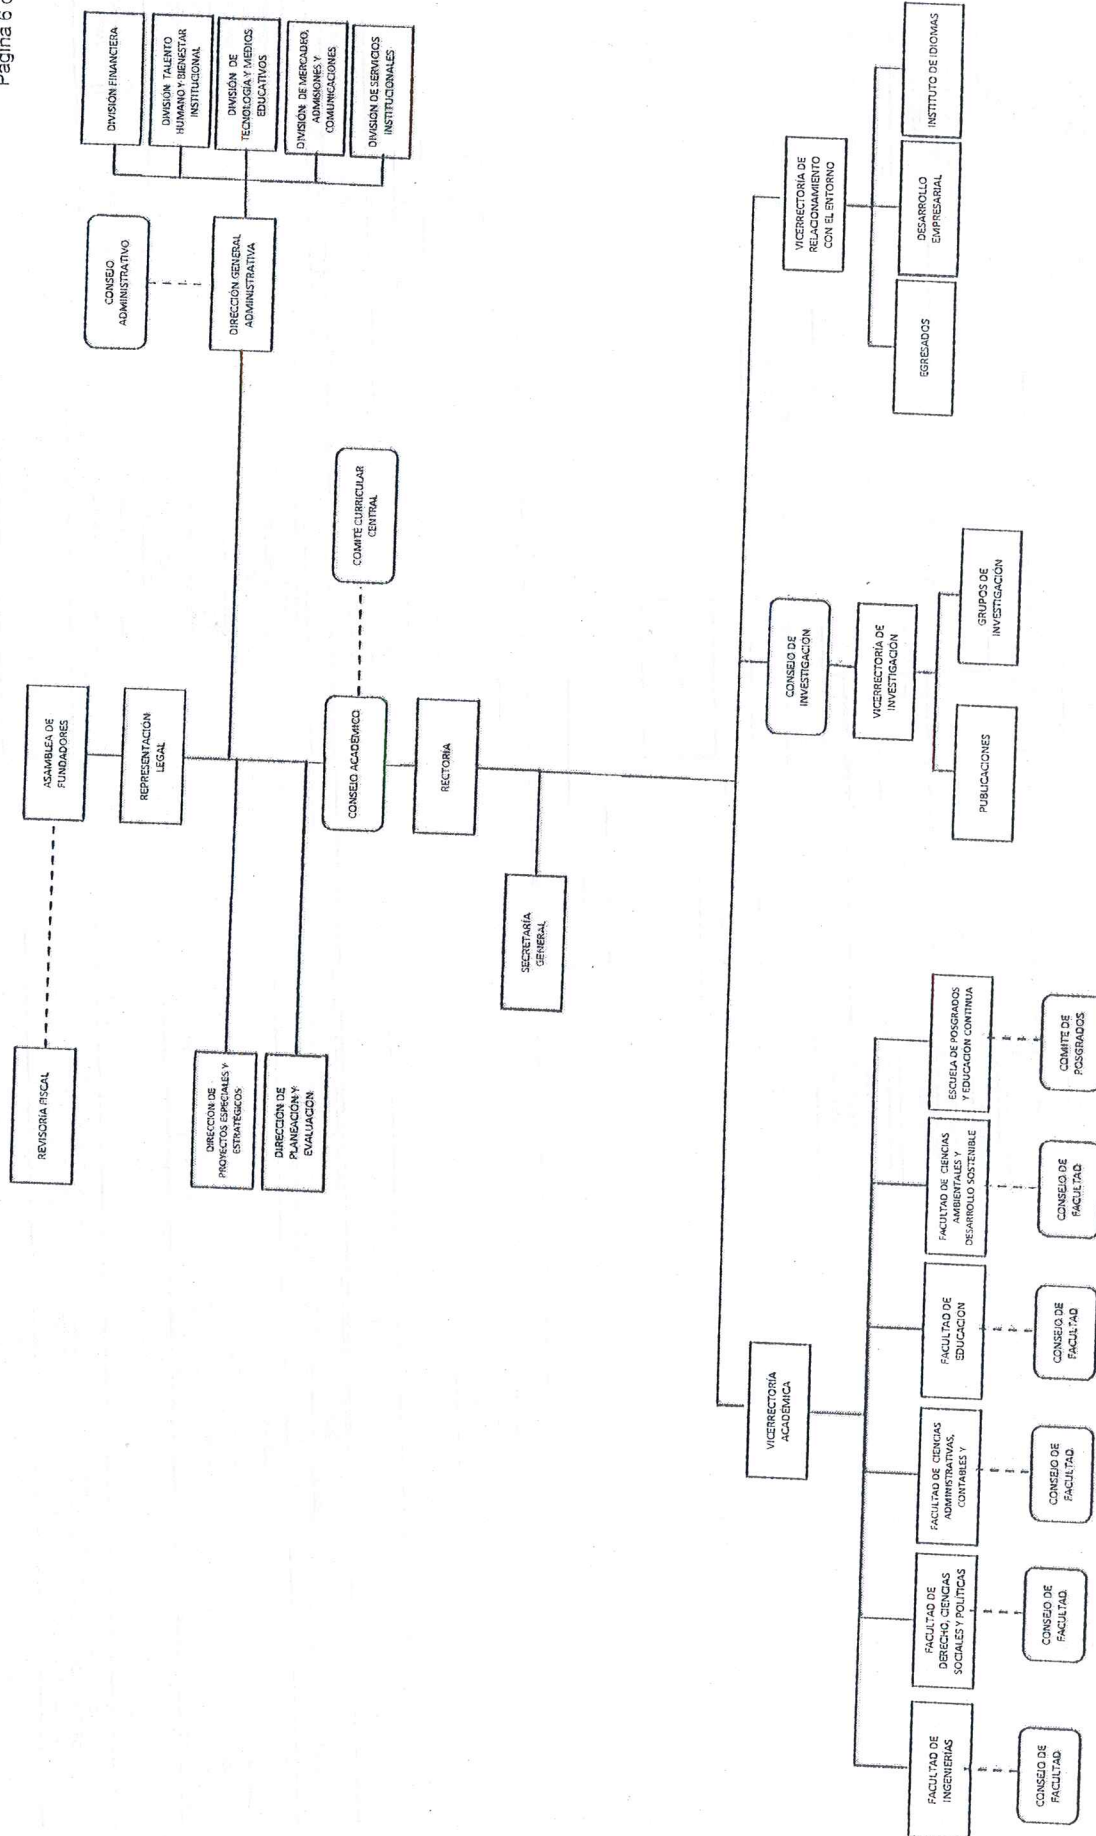 Página 6
REVISORÍA FISCAL
ASAMBLEA DE
FUNDADORES
REPRESENTACIÓN
LEGAL
CONSEJO
ADMINISTRATIVO
DIRECCIÓN GENERAL
ADMINISTRATIVA
DIVISIÓN FINANCIERA
DIVISIÓN TALENTO
HUMANO Y BIENESTAR
INSTITUCIONAL
DIVISIÓN DE
TECNOLOGÍA Y MEDIOS
EDUCATIVOS
DIVISIÓN DE MERCADEO,
ADMISIONES Y
COMUNICACIONES
DIVISIÓN DE SERVICIOS
INSTITUCIONALES
DIRECCIÓN DE
PROYECTOS ESPECIALES Y
ESTRATÉGICOS
DIRECCIÓN DE
PLANEACIÓN Y
EVALUACION
CONSEJO ACADÉMICO
COMITÉ CURRICULAR
CENTRAL
RECTORÍA
SECRETARÍA
GENERAL
VICERRECTORÍA
ACADÉMICA
CONSEJO DE
INVESTIGACIÓN
VICERRECTORÍA DE
INVESTIGACIÓN
VICERRECTORÍA DE
RELACIONAMIENTO
CON EL ENTORNO
FACULTAD DE
INGENIERIAS
FACULTAD DE
DERECHO, CIENCIAS
SOCIALES Y POLÍTICAS
FACULTAD DE CIENCIAS
ADMINISTRATIVAS,
CONTABLES Y
FACULTAD DE
EDUCACION
FACULTAD DE CIENCIAS
AMBIENTALES Y
DESARROLLO SOSTENIBLE
ESCUELA DE POSGRADOS
Y EDUCACIÓN CONTINUA
PUBLICACIONES
GRUPOS DE
INVESTIGACIÓN
EGRESADOS
DESARROLLO
EMPRESARIAL
INSTITUTO DE IDIOMAS
CONSEJO DE
FACULTAD
CONSEJO DE
FACULTAD
CONSEJO DE
FACULTAD
CONSEJO DE
FACULTAD
CONSEJO DE
FACULTAD
COMITE DE
POSGRADOS